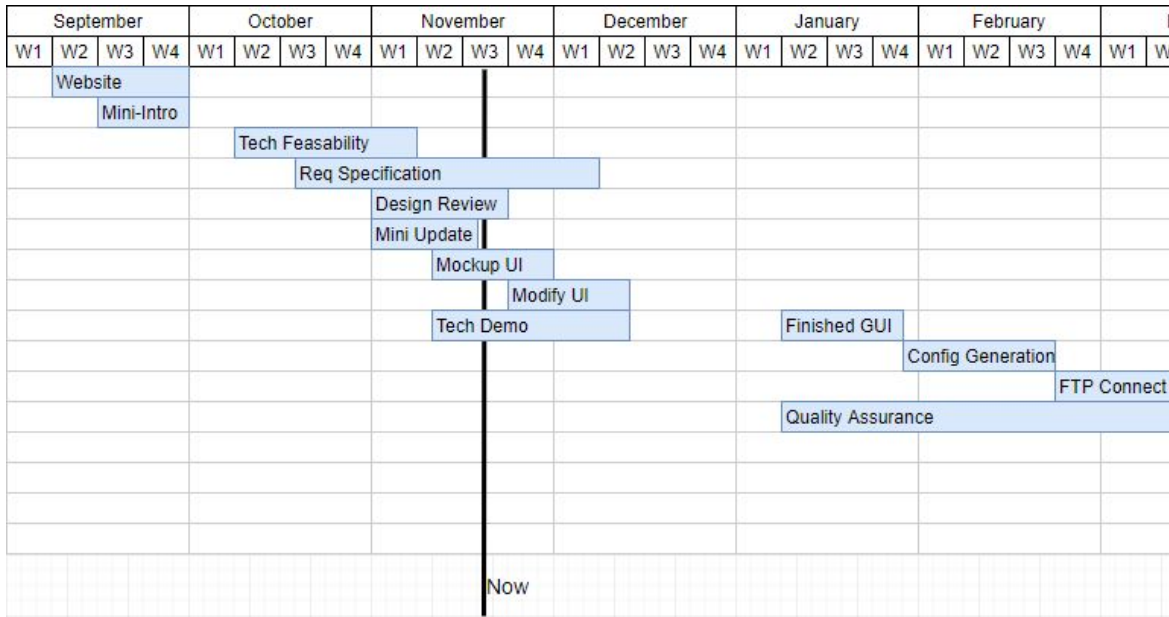 September October November December January February
W1 W2 W3 W4 W1 W2 W3 W4 W1 W2 W3 W4 W1 W2 W3 W4 W1 W2 W3 W4 W1 W2 W3 W4 W1
Website
Mini-Intro
Tech Feasability
Req Specification
Design Review
Mini Update
Mockup UI
Modify UI
Tech Demo Finished GUI
Config Generation
FTP Connect
Quality Assurance
Now